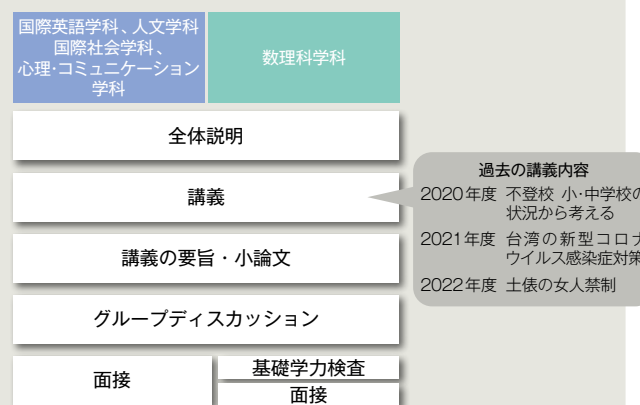 国際英語学科、人文学科
国際社会学科、
心理・コミュニケーション
学科
数理科学科
全体説明
講義
過去の講義内容
2020年度 不登校 小・中学校の
状況から考える
2021年度 台湾の新型コロナ
ウイルス感染症対策
2022年度 土俵の女人禁制
講義の要旨・小論文
グループディスカッション
面接
基礎学力検査
面接